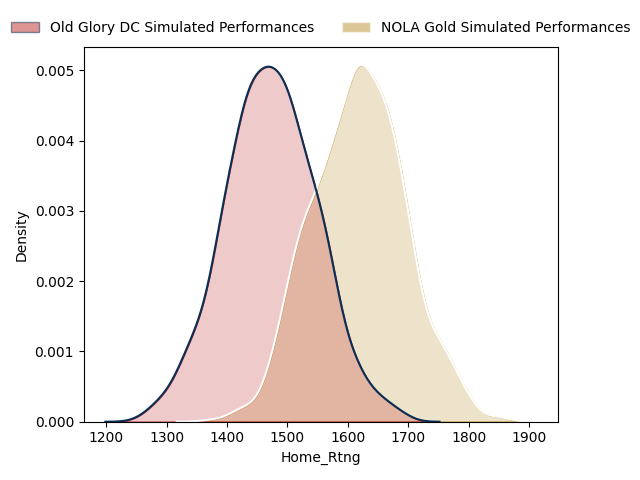 Old Glory DC Simulated Performances
NOLA Gold Simulated Performances
0.005
0.004
0.003
0.002
0.001
0.000
Density
1200 1300 1400 1500 1600 1700 1800 1900
Home_Rtng